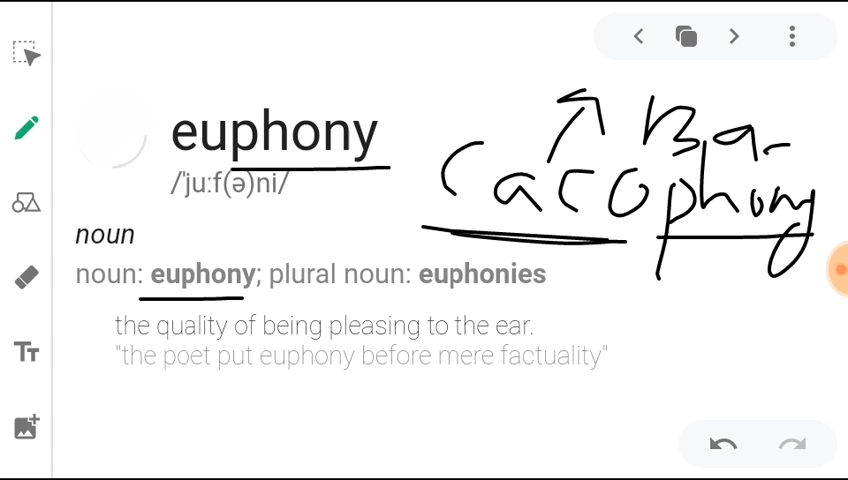 euphony
/ˈjuːf(ə)ni/
cacophony
noun
noun: euphony; plural noun: euphonies
the quality of being pleasing to the ear.
"the poet put euphony before mere factuality"
Tт